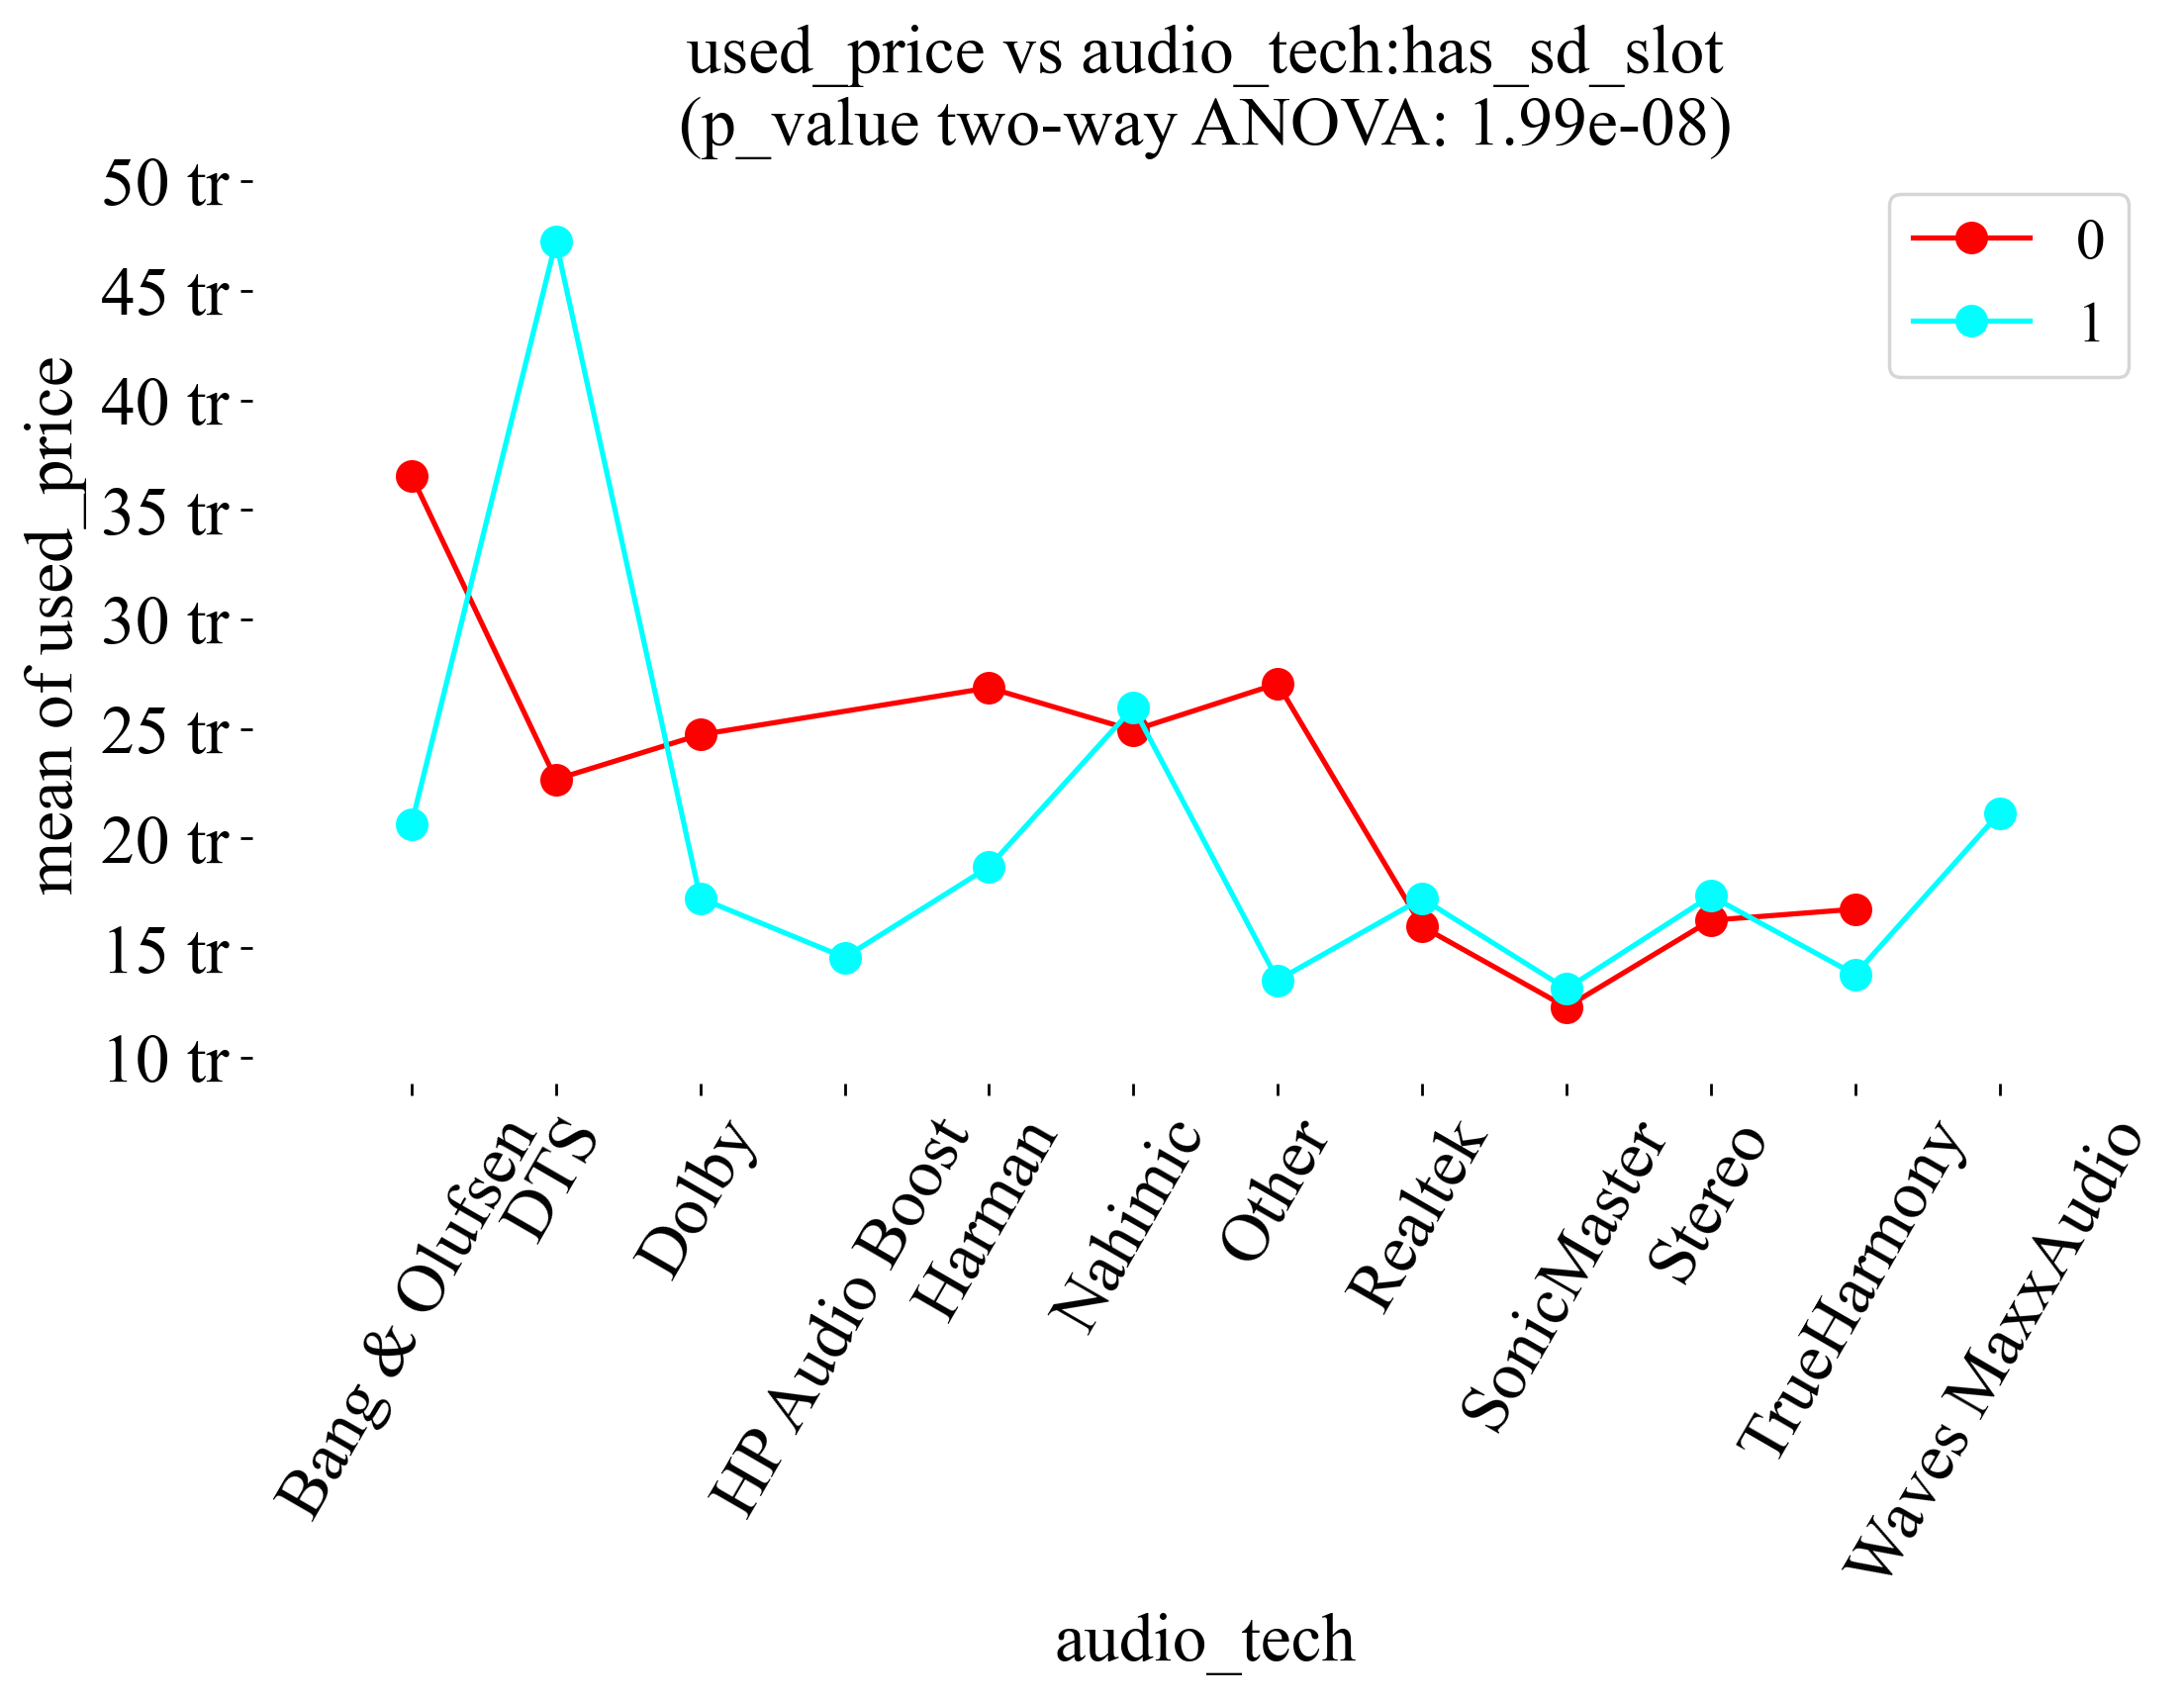 used_price vs audio_tech:has_sd_slot
(p_value two-way ANOVA: 1.99e-08)
0
1
mean of used_price
50 tr
45 tr
40 tr
35 tr
30 tr
25 tr
20 tr
15 tr
10 tr
Bang & Olufsen
DTS
Dolby
HP Audio Boost
Harman
Nahimic
Other
Realtek
SonicMaster
Stereo
TrueHarmony
Waves MaxxAudio
audio_tech